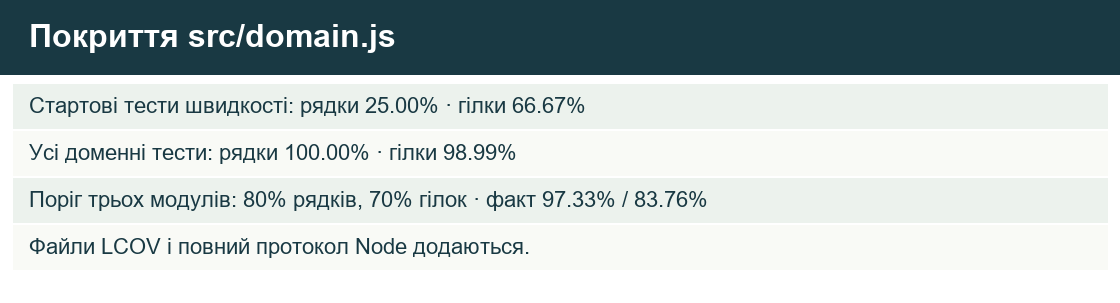 Покриття src/domain.js
Стартові тести швидкості: рядки 25.00% · гілки 66.67%
Усі доменні тести: рядки 100.00% · гілки 98.99%
Поріг трьох модулів: 80% рядків, 70% гілок · факт 97.33% / 83.76%
Файли LCOV і повний протокол Node додаються.